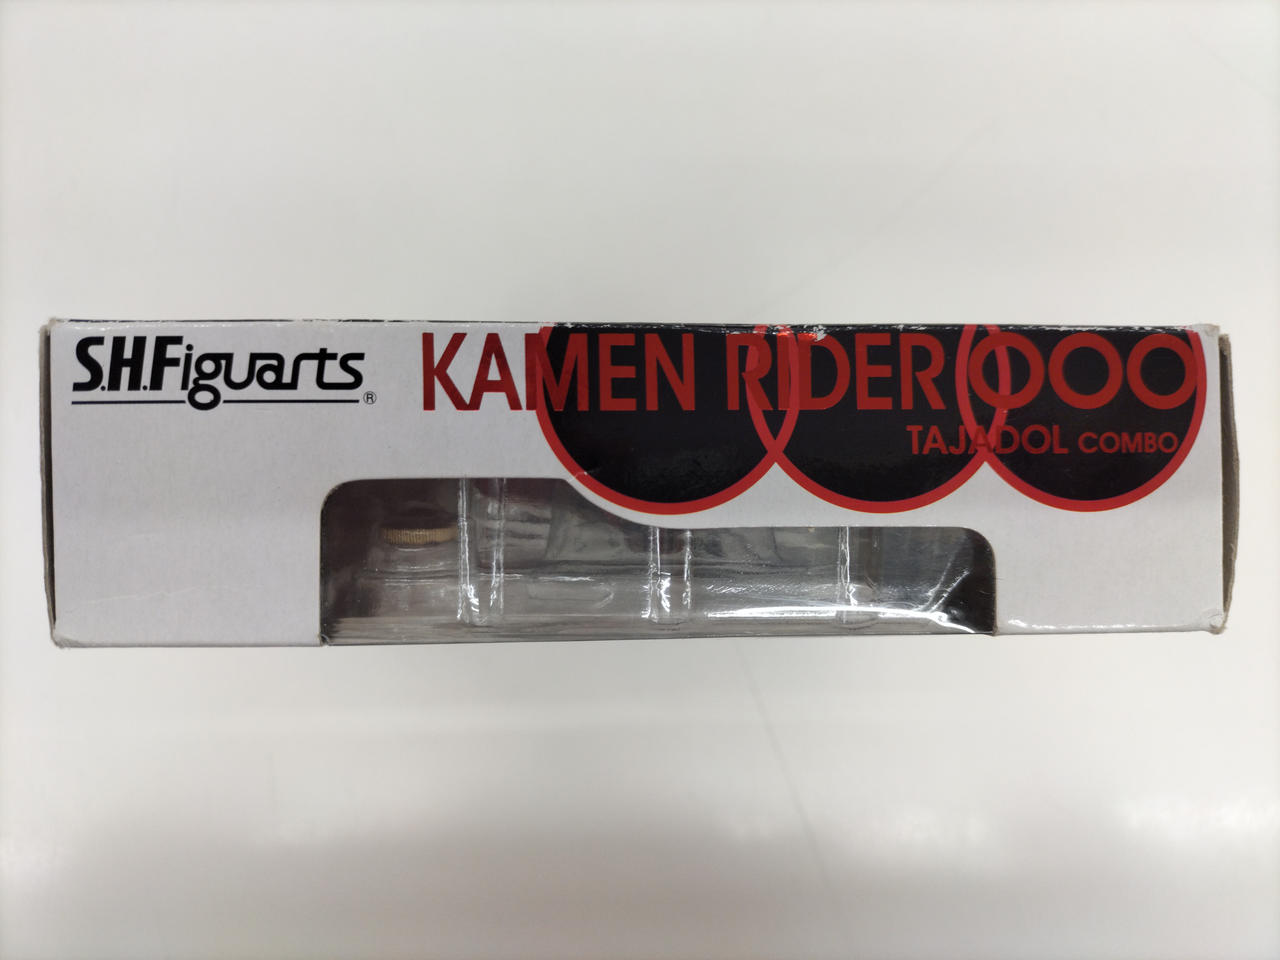 S.H.Figuarts®
KAMEN RIDER OOO
TAJADOL COMBO